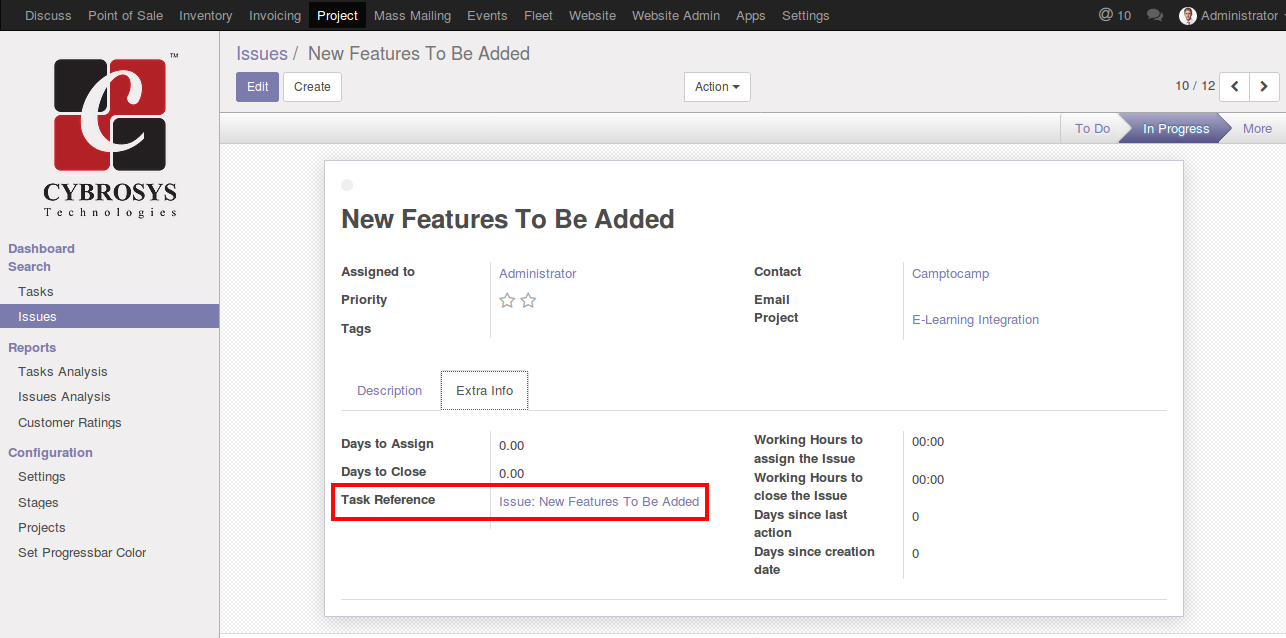 Discuss Point of Sale Inventory Invoicing Project Mass Mailing Events Fleet Website Website Admin Apps Settings @ 10 Administrator
Issues / New Features To Be Added
Edit Create Action 10 / 12
To Do In Progress More
TM
CYBROSYS
Technologies
Dashboard
Search
Tasks
Issues
Reports
Tasks Analysis
Issues Analysis
Customer Ratings
Configuration
Settings
Stages
Projects
Set Progressbar Color
New Features To Be Added
Assigned to Administrator
Priority
Tags
Contact Camptocamp
Email
Project E-Learning Integration
Description Extra Info
Days to Assign 0.00
Days to Close 0.00
Task Reference Issue: New Features To Be Added
Working Hours to
assign the Issue 00:00
Working Hours to
close the Issue 00:00
Days since last
action 0
Days since creation
date 0